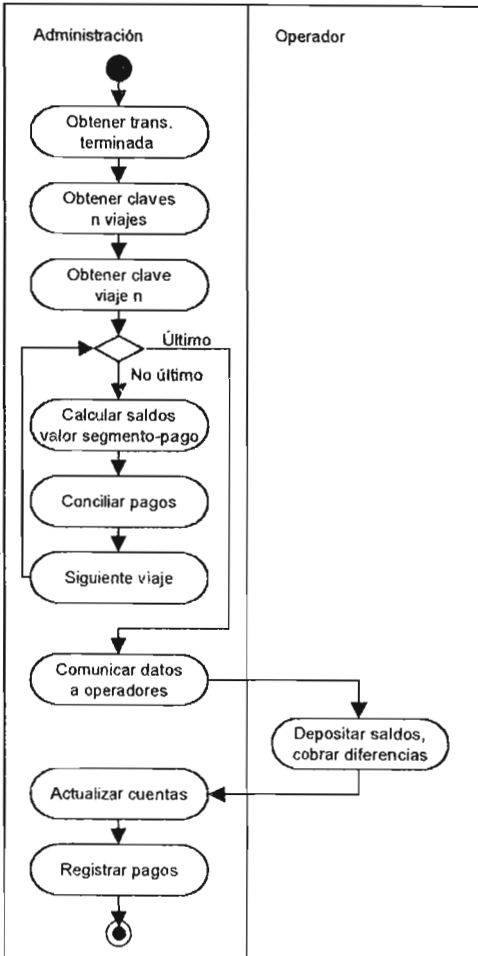 Administración
Operador
Obtener trans.
terminada
Obtener claves
n viajes
Obtener clave
viaje n
Último
No último
Calcular saldos
valor segmento-pago
Conciliar pagos
Siguiente viaje
Comunicar datos
a operadores
Depositar saldos,
cobrar diferencias
Actualizar cuentas
Registrar pagos